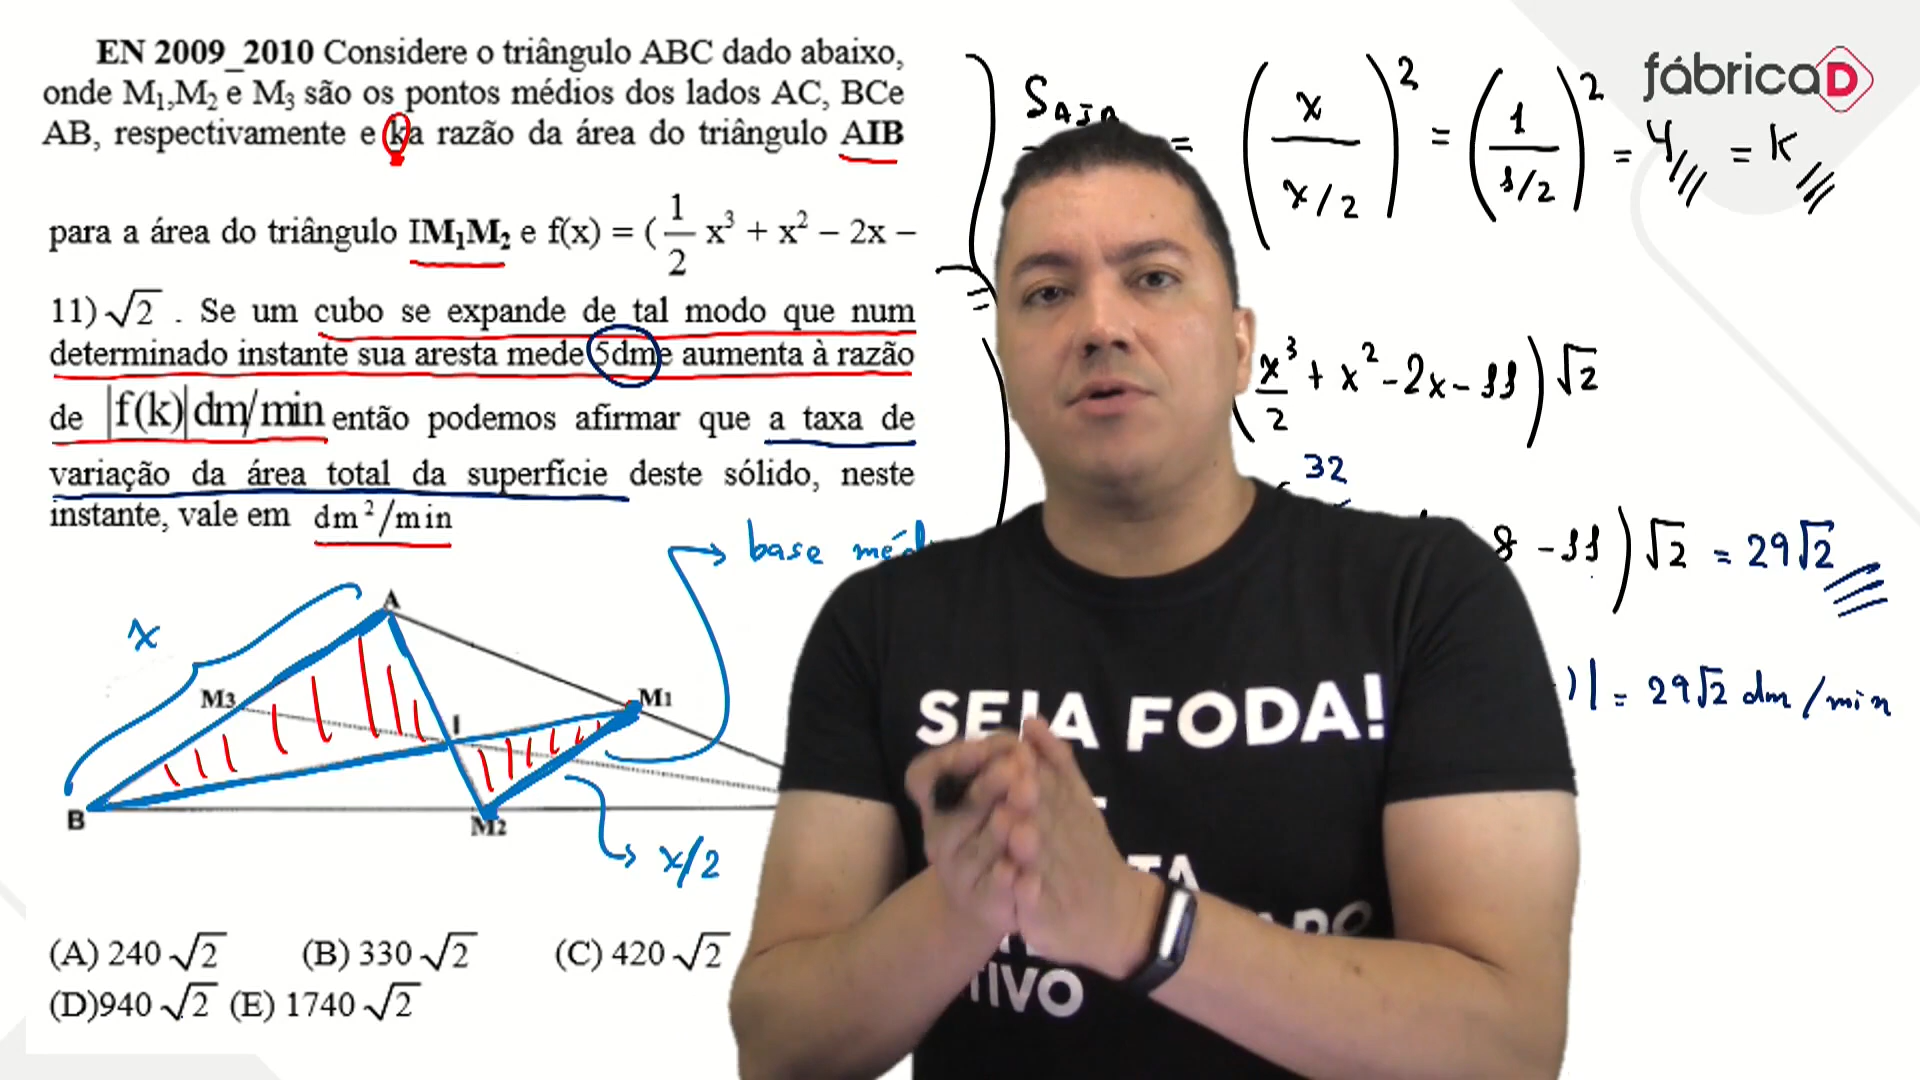 EN 2009_2010 Considere o triângulo ABC dado abaixo,
onde M₁,M₂ e M₃ são os pontos médios dos lados AC, BCe
AB, respectivamente e ka razão da área do triângulo AIB
para a área do triângulo IM₁M₂ e f(x) = ( 1/2 x³ + x² − 2x −
11) √2 . Se um cubo se expande de tal modo que num
determinado instante sua aresta mede 5dme aumenta à razão
de |f(k)| dm/min então podemos afirmar que a taxa de
variação da área total da superfície deste sólido, neste
instante, vale em dm²/min
base
x
A
M3
I
M1
B
M2
x/2
(A) 240 √2 (B) 330 √2 (C) 420 √2
(D)940 √2 (E) 1740 √2
fábricaD
= (x / x/2)² = (1 / 1/2)² = 4 = k
x³/2 + x² - 2x - 11) √2
32
8 - 11) √2 = 29√2
)| = 29√2 dm/min
SEJA FODA!
TIVO